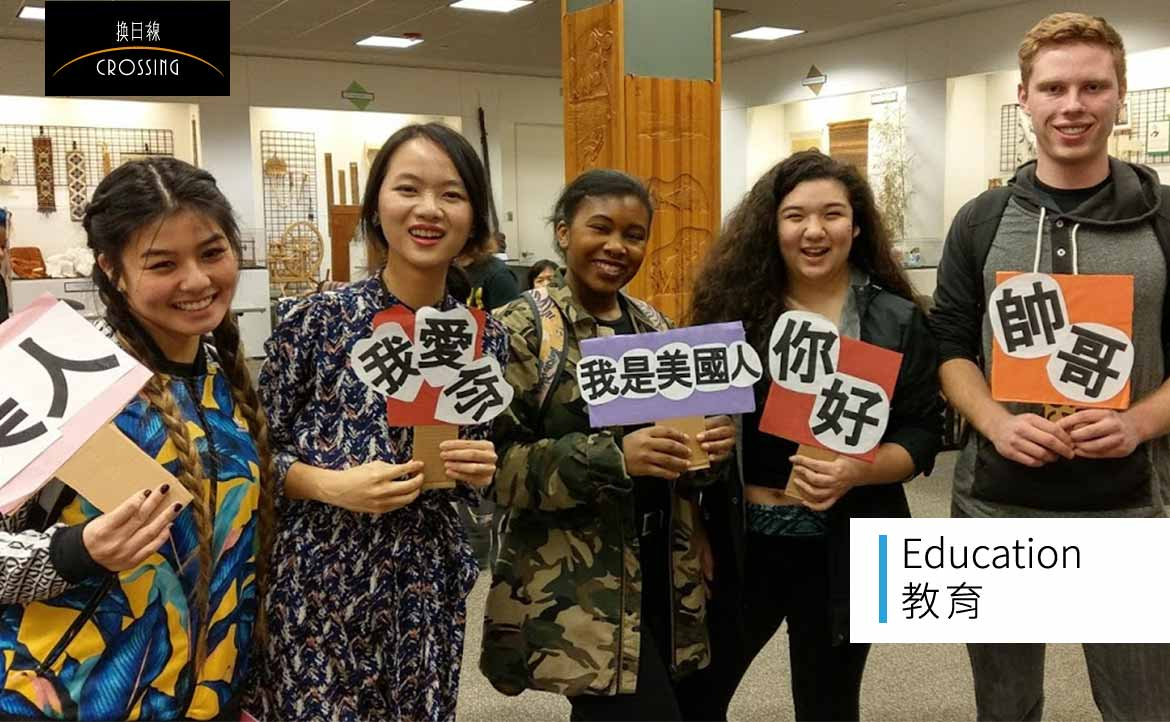 換日線
CROSSING
人
我愛你
我是美國人
你好
帥哥
Education
教育